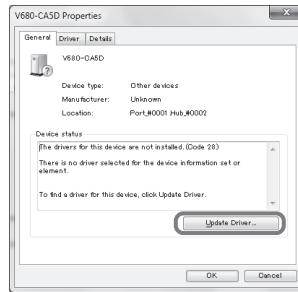 V680-CA5D Properties
General Driver Details
V680-CA5D
Device type: Other devices
Manufacturer: Unknown
Location: Port_#0001.Hub_#0002
Device status
The drivers for this device are not installed. (Code 28)
There is no driver selected for the device information set or
element.
To find a driver for this device, click Update Driver.
Update Driver...
OK Cancel